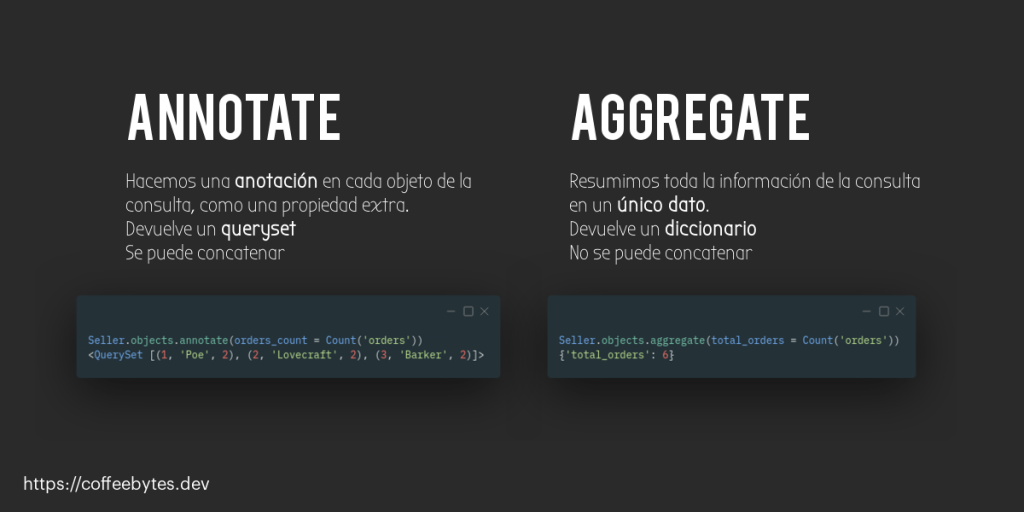 ANNOTATE
Hacemos una anotación en cada objeto de la
consulta, como una propiedad extra.
Devuelve un queryset
Se puede concatenar
Seller.objects.annotate(orders_count = Count('orders'))
<QuerySet [(1, 'Poe', 2), (2, 'Lovecraft', 2), (3, 'Barker', 2)]>
AGGREGATE
Resumimos toda la información de la consulta
en un único dato.
Devuelve un diccionario
No se puede concatenar
Seller.objects.aggregate(total_orders = Count('orders'))
{'total_orders': 6}
https://coffeebytes.dev